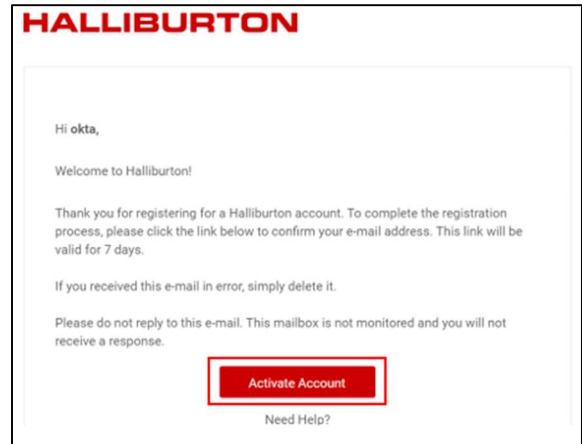 HALLIBURTON
Hi okta,
Welcome to Halliburton!
Thank you for registering for a Halliburton account. To complete the registration
process, please click the link below to confirm your e-mail address. This link will be
valid for 7 days.
If you received this e-mail in error, simply delete it.
Please do not reply to this e-mail. This mailbox is not monitored and you will not
receive a response.
Activate Account
Need Help?